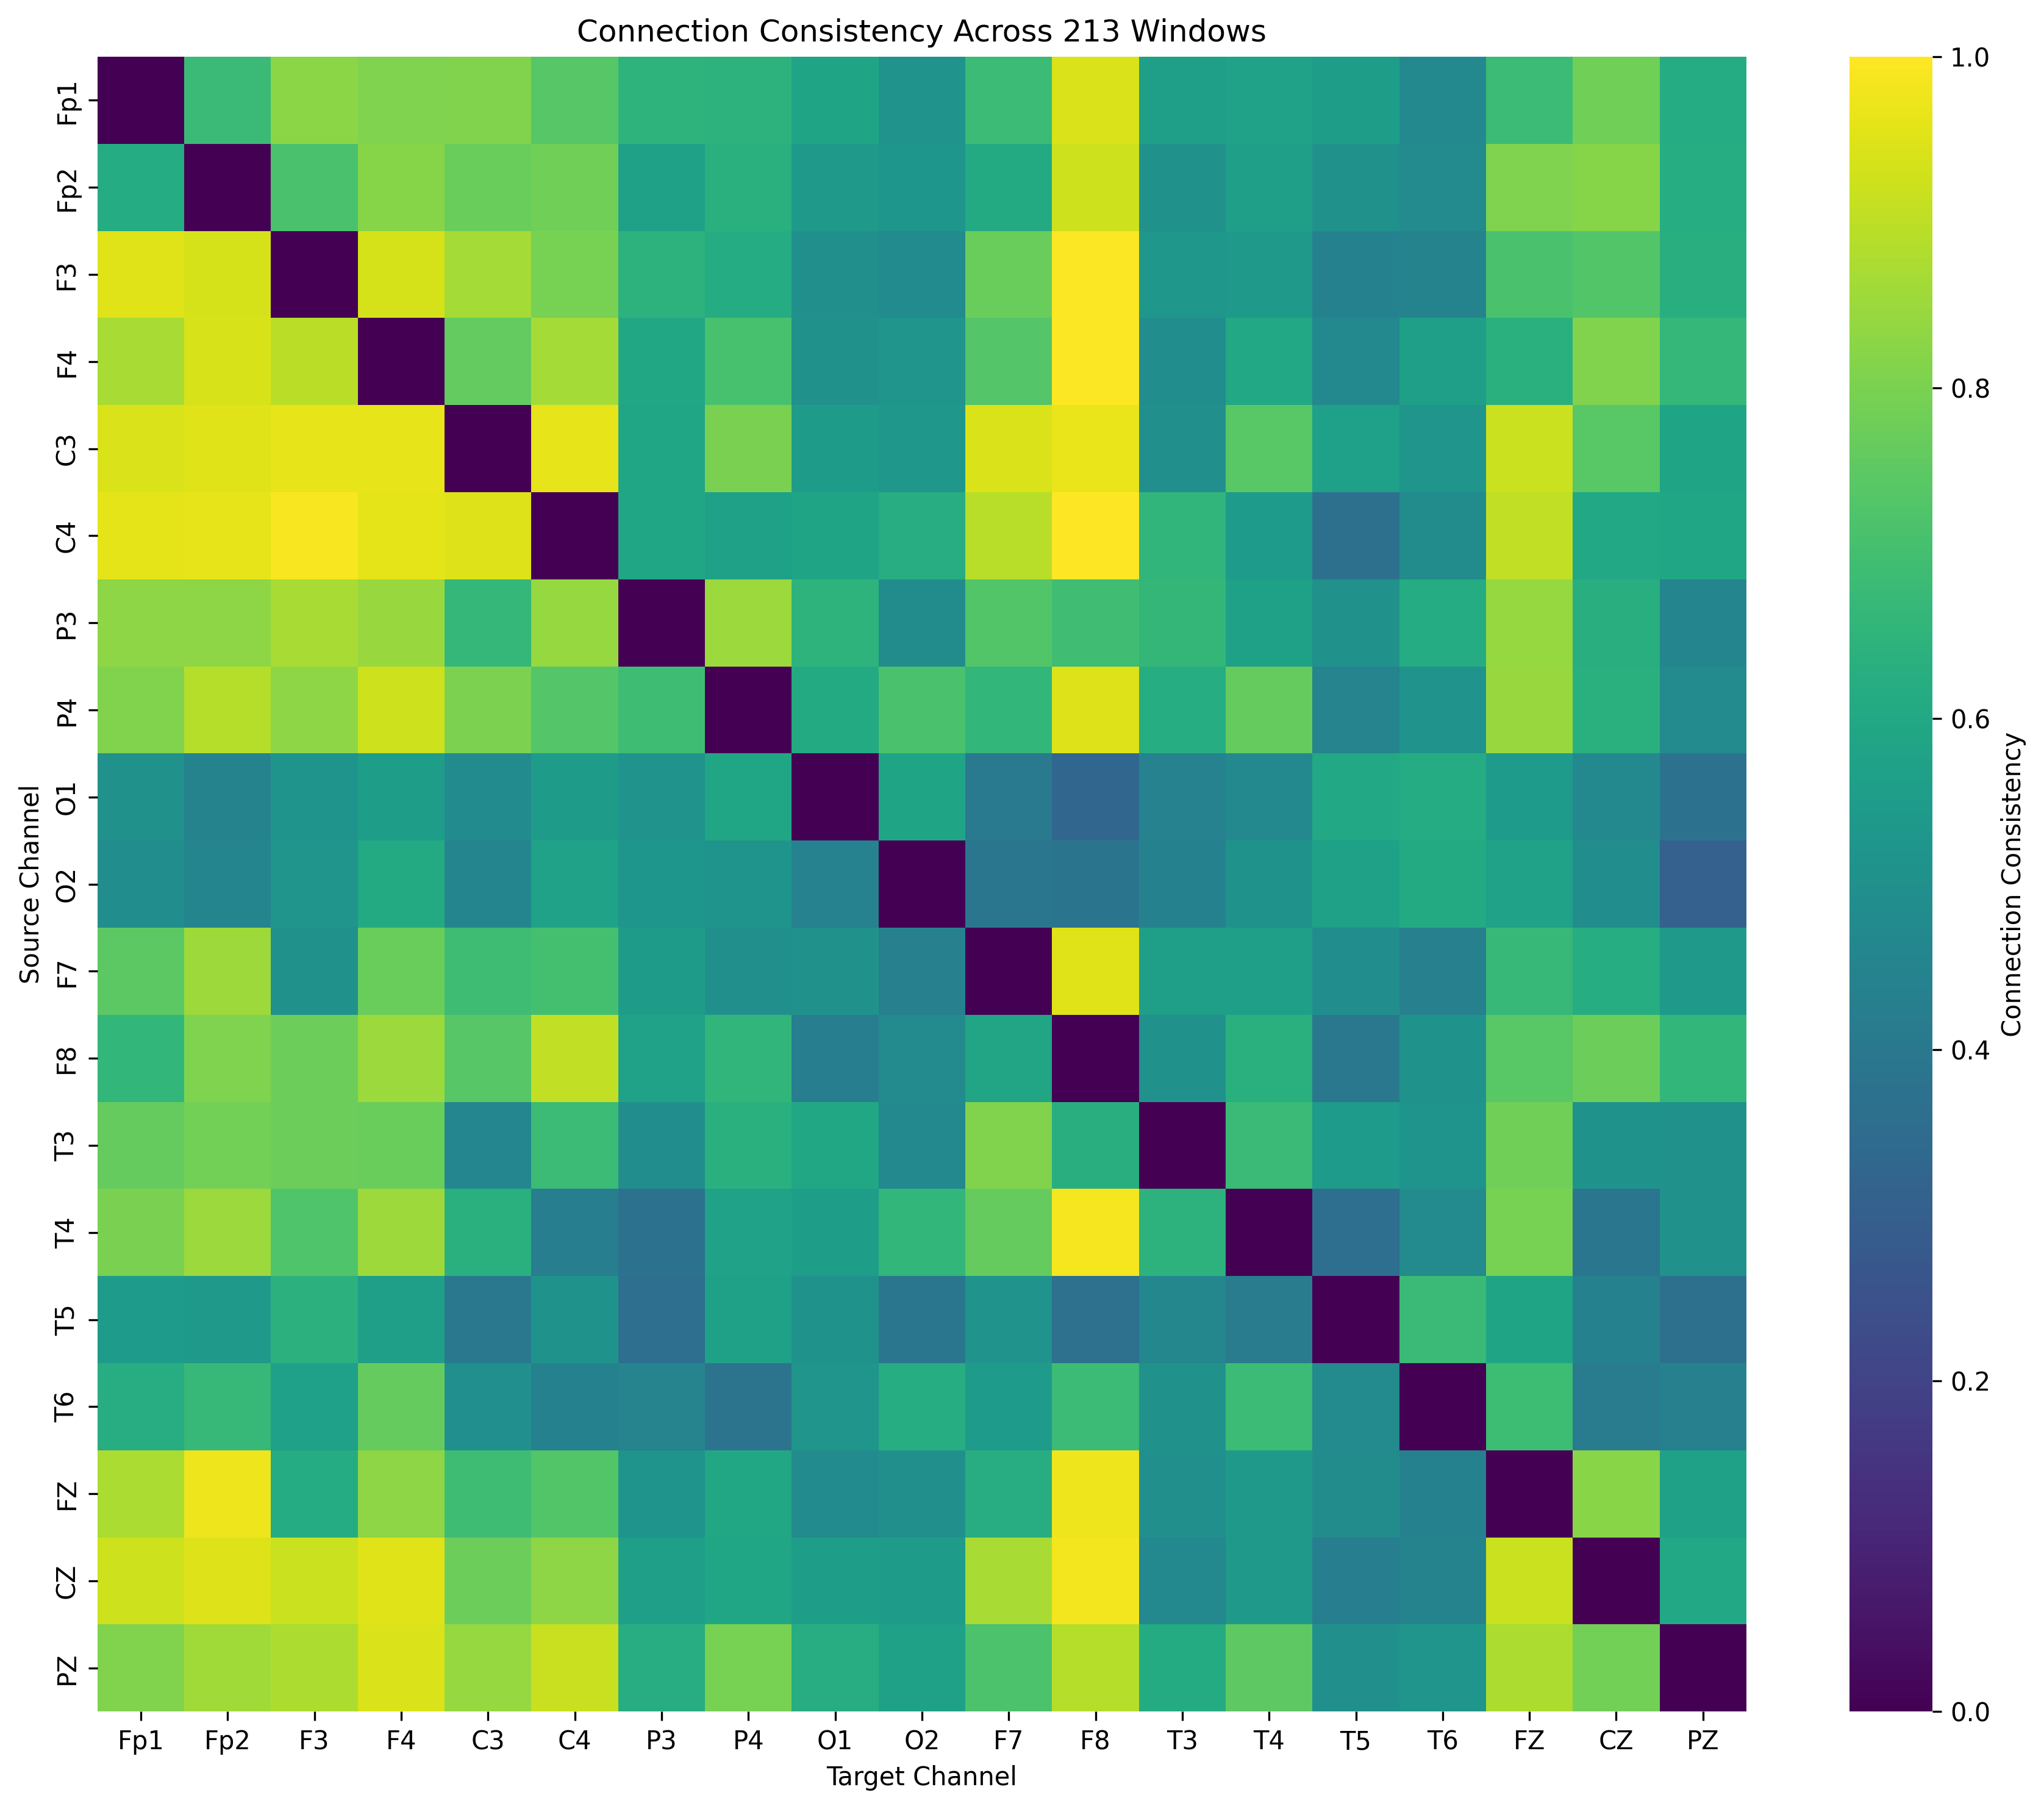 Connection Consistency Across 213 Windows
Fp1
Fp2
F3
F4
C3
C4
P3
P4
O1
O2
F7
F8
T3
T4
T5
T6
FZ
CZ
PZ
Source Channel
Fp1 Fp2 F3 F4 C3 C4 P3 P4 O1 O2 F7 F8 T3 T4 T5 T6 FZ CZ PZ
Target Channel
1.0
0.8
0.6
0.4
0.2
0.0
Connection Consistency